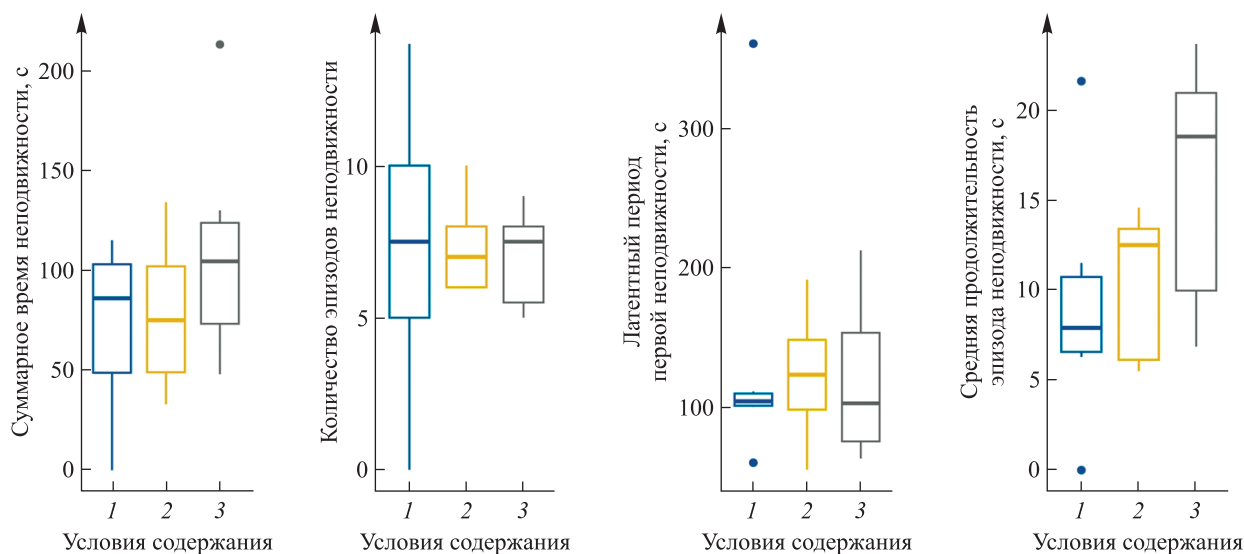 Суммарное время неподвижности, с
200
150
100
50
0
1 2 3
Условия содержания
Количество эпизодов неподвижности
10
5
0
1 2 3
Условия содержания
Латентный период
первой неподвижности, с
300
200
100
1 2 3
Условия содержания
Средняя продолжительность
эпизода неподвижности, с
20
15
10
5
0
1 2 3
Условия содержания